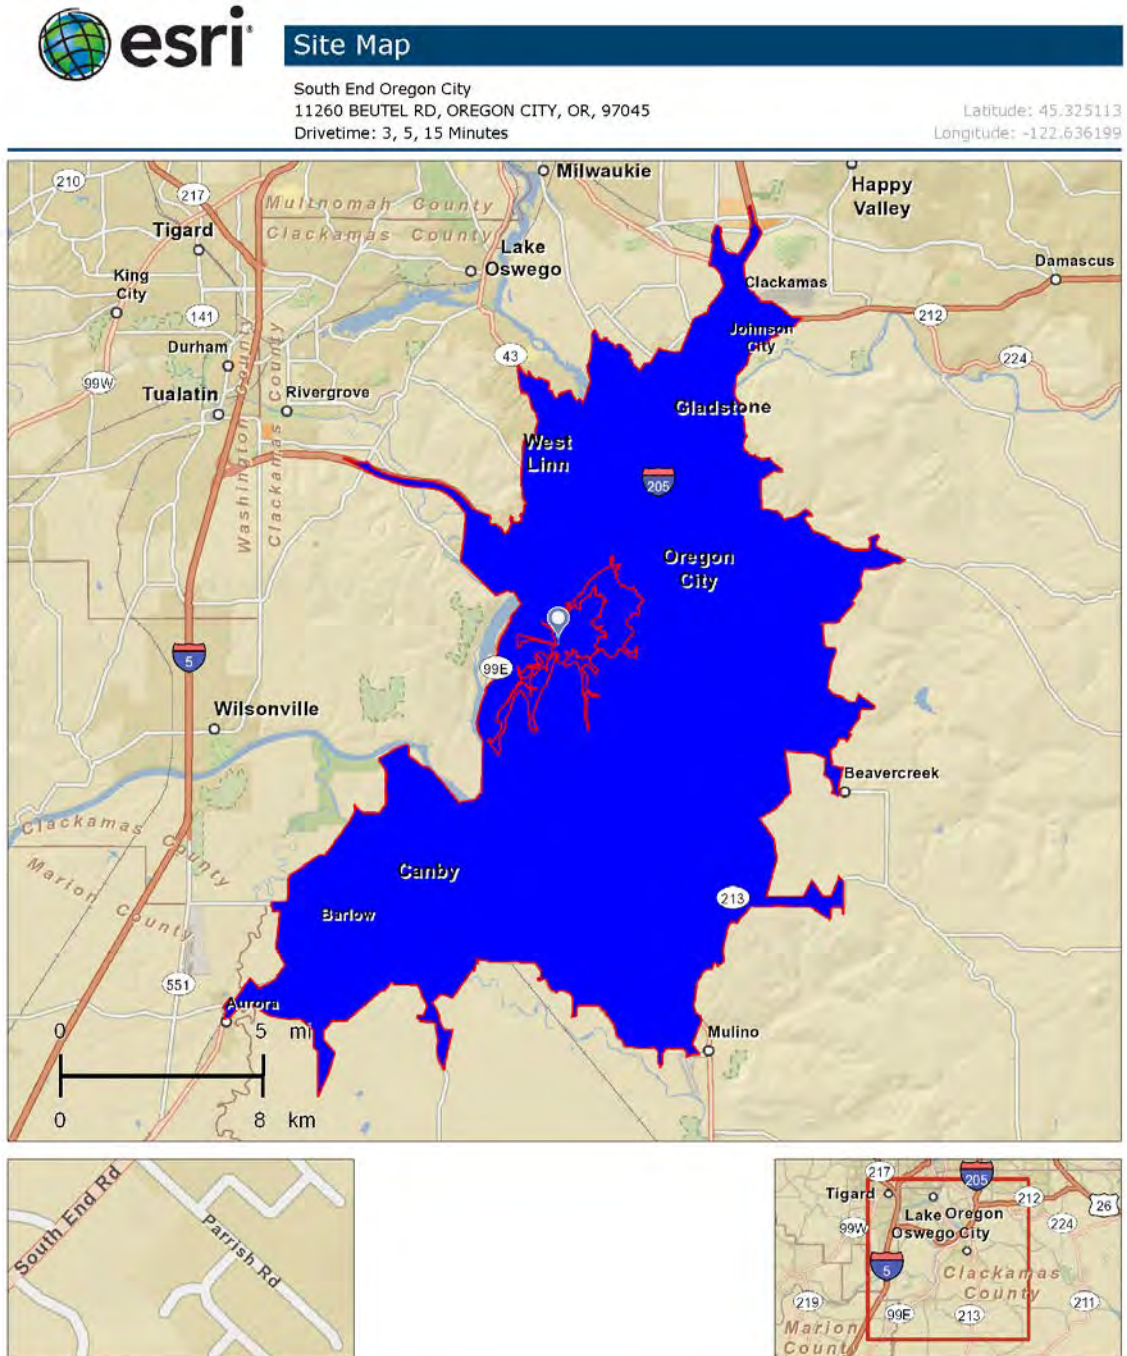 esri
Site Map
South End Oregon City
11260 BEUTEL RD, OREGON CITY, OR, 97045
Drivetime: 3, 5, 15 Minutes
Latitude: 45.325113
Longitude: -122.636199
210
217
Milwaukie
Happy
Valley
Multnomah County
Clackamas County
Tigard
Lake
Oswego
Damascus
King
City
Clackamas
141
212
Johnson
City
Durham
43
224
99W
Tualatin
Rivergrove
Gladstone
West
Linn
Washington County
Clackamas County
205
Oregon
City
5
99E
Wilsonville
Beavercreek
Clackamas County
Marion County
Canby
213
Barlow
551
Aurora
0 5 mi
Mulino
0 8 km
South End Rd
Parrish Rd
217
205
Tigard
212
26
Lake
Oswego
Oregon
City
99W
224
5
Clackamas
County
219
99E
213
211
Marion
County